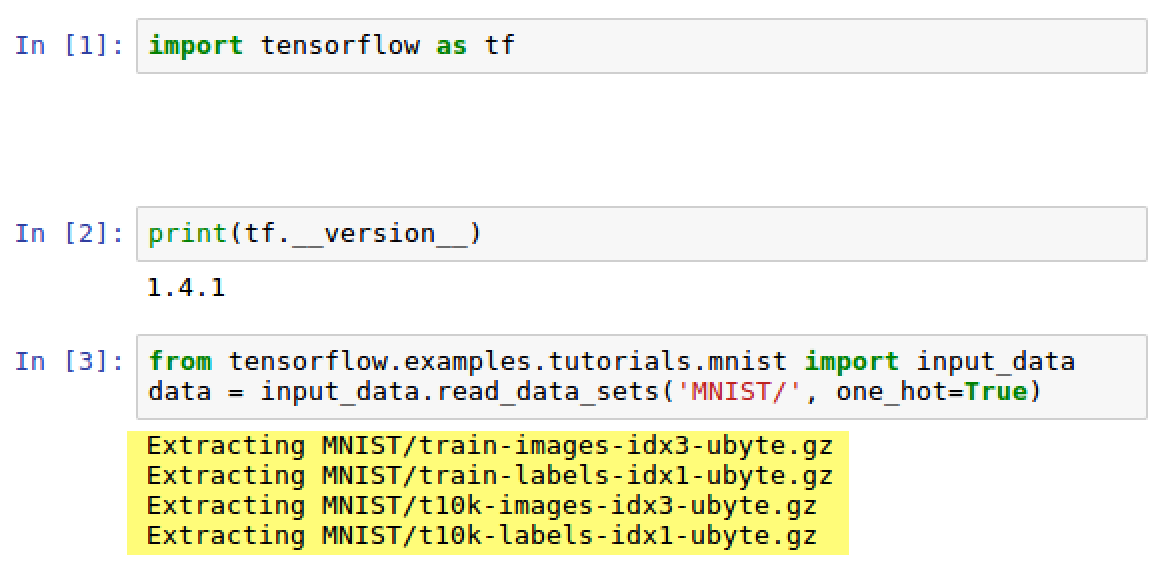 In [1]: import tensorflow as tf
In [2]: print(tf.__version__)
1.4.1
In [3]: from tensorflow.examples.tutorials.mnist import input_data
data = input_data.read_data_sets('MNIST/', one_hot=True)
Extracting MNIST/train-images-idx3-ubyte.gz
Extracting MNIST/train-labels-idx1-ubyte.gz
Extracting MNIST/t10k-images-idx3-ubyte.gz
Extracting MNIST/t10k-labels-idx1-ubyte.gz